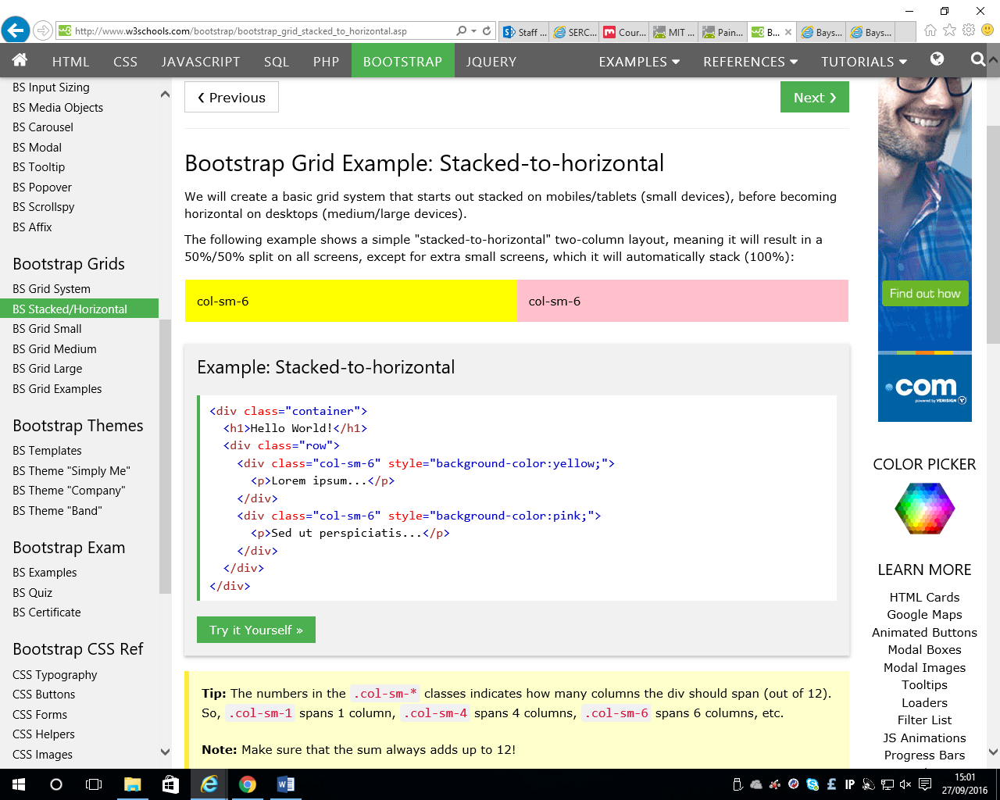 http://www.w3schools.com/bootstrap/bootstrap_grid_stacked_to_horizontal.asp
Staff ...
SERC...
Cour...
MIT ...
Pain...
B...
Bays...
Bays...
HTML CSS JAVASCRIPT SQL PHP BOOTSTRAP JQUERY EXAMPLES REFERENCES TUTORIALS
BS Input Sizing
BS Media Objects
BS Carousel
BS Modal
BS Tooltip
BS Popover
BS Scrollspy
BS Affix
Bootstrap Grids
BS Grid System
BS Stacked/Horizontal
BS Grid Small
BS Grid Medium
BS Grid Large
BS Grid Examples
Bootstrap Themes
BS Templates
BS Theme "Simply Me"
BS Theme "Company"
BS Theme "Band"
Bootstrap Exam
BS Examples
BS Quiz
BS Certificate
Bootstrap CSS Ref
CSS Typography
CSS Buttons
CSS Forms
CSS Helpers
CSS Images
❮ Previous
Next ❯
Bootstrap Grid Example: Stacked-to-horizontal
We will create a basic grid system that starts out stacked on mobiles/tablets (small devices), before becoming
horizontal on desktops (medium/large devices).
The following example shows a simple "stacked-to-horizontal" two-column layout, meaning it will result in a
50%/50% split on all screens, except for extra small screens, which it will automatically stack (100%):
col-sm-6
col-sm-6
Example: Stacked-to-horizontal
<div class="container">
<h1>Hello World!</h1>
<div class="row">
<div class="col-sm-6" style="background-color:yellow;">
<p>Lorem ipsum...</p>
</div>
<div class="col-sm-6" style="background-color:pink;">
<p>Sed ut perspiciatis...</p>
</div>
</div>
</div>
Try it Yourself »
Tip: The numbers in the .col-sm-* classes indicates how many columns the div should span (out of 12).
So, .col-sm-1 spans 1 column, .col-sm-4 spans 4 columns, .col-sm-6 spans 6 columns, etc.
Note: Make sure that the sum always adds up to 12!
Find out how
.com
powered by VERISIGN
COLOR PICKER
LEARN MORE
HTML Cards
Google Maps
Animated Buttons
Modal Boxes
Modal Images
Tooltips
Loaders
Filter List
JS Animations
Progress Bars
IP
15:01
27/09/2016